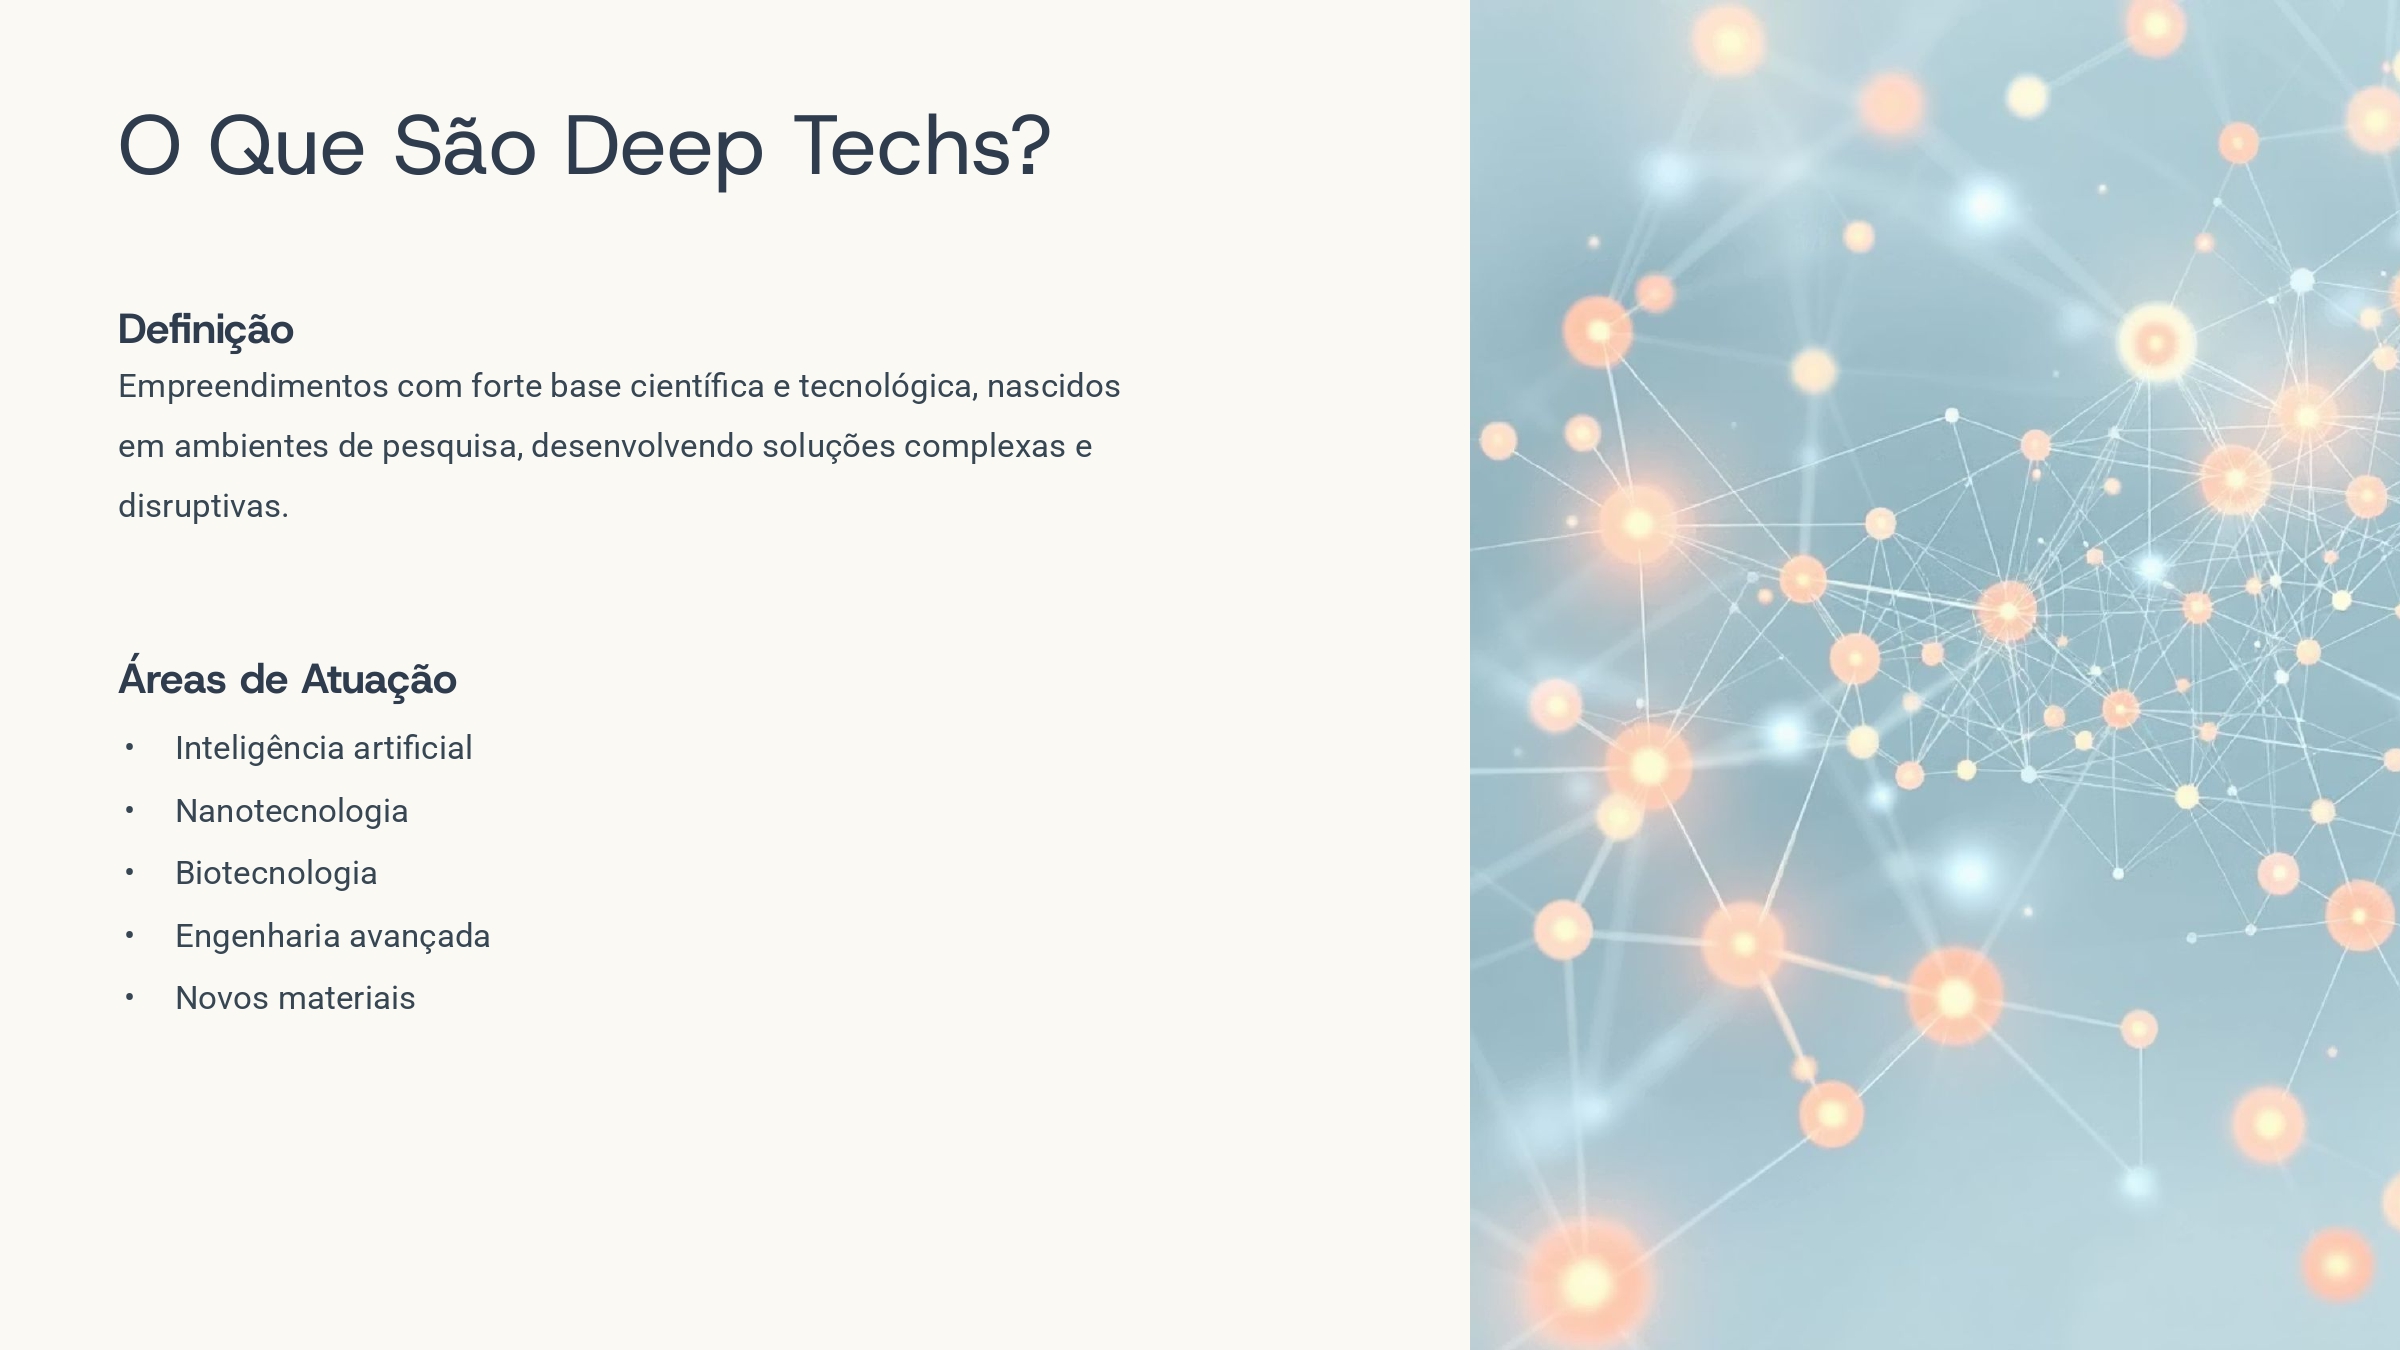 O Que São Deep Techs?
Definição
Empreendimentos com forte base científica e tecnológica, nascidos
em ambientes de pesquisa, desenvolvendo soluções complexas e
disruptivas.
Áreas de Atuação
• Inteligência artificial
• Nanotecnologia
• Biotecnologia
• Engenharia avançada
• Novos materiais